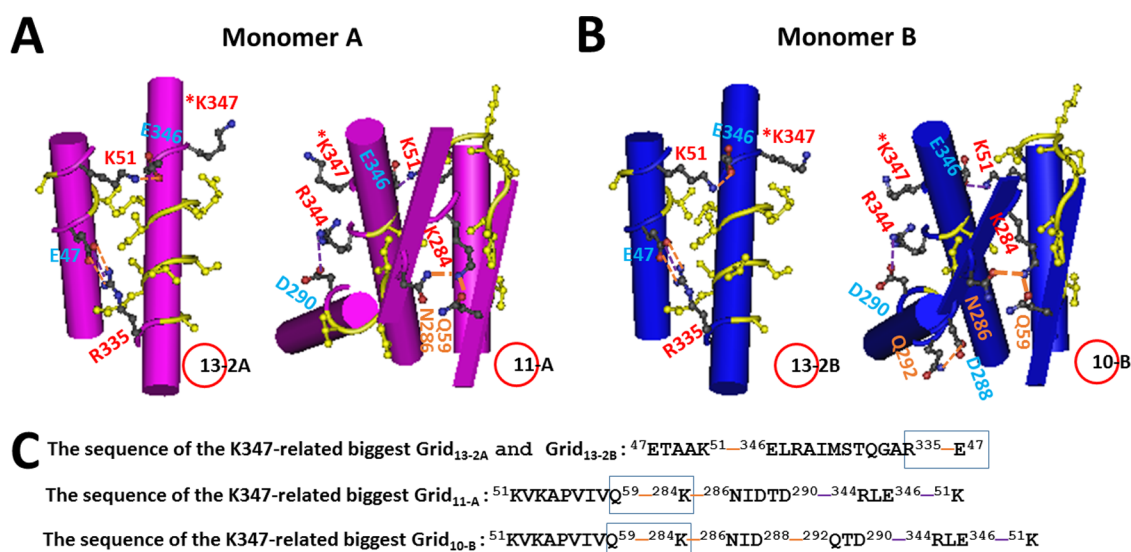 A Monomer A
B Monomer B
*K347
E346
K51
E47
R335
13-2A
*K347
E346
K51
R344
K284
D290
N286
Q59
11-A
E346
*K347
K51
E47
R335
13-2B
*K347
E346
K51
R344
K284
D290
N286
Q59
Q292
D288
10-B
C The sequence of the K347-related biggest Grid13-2A and Grid13-2B: 47ETAAK51—346ELRAIMSTQGAR335—E47
The sequence of the K347-related biggest Grid11-A: 51KVKAPVIVQ59—284K—286NIDTD290—344RLE346—51K
The sequence of the K347-related biggest Grid10-B: 51KVKAPVIVQ59—284K—286NID288—292QTD290—344RLE346—51K